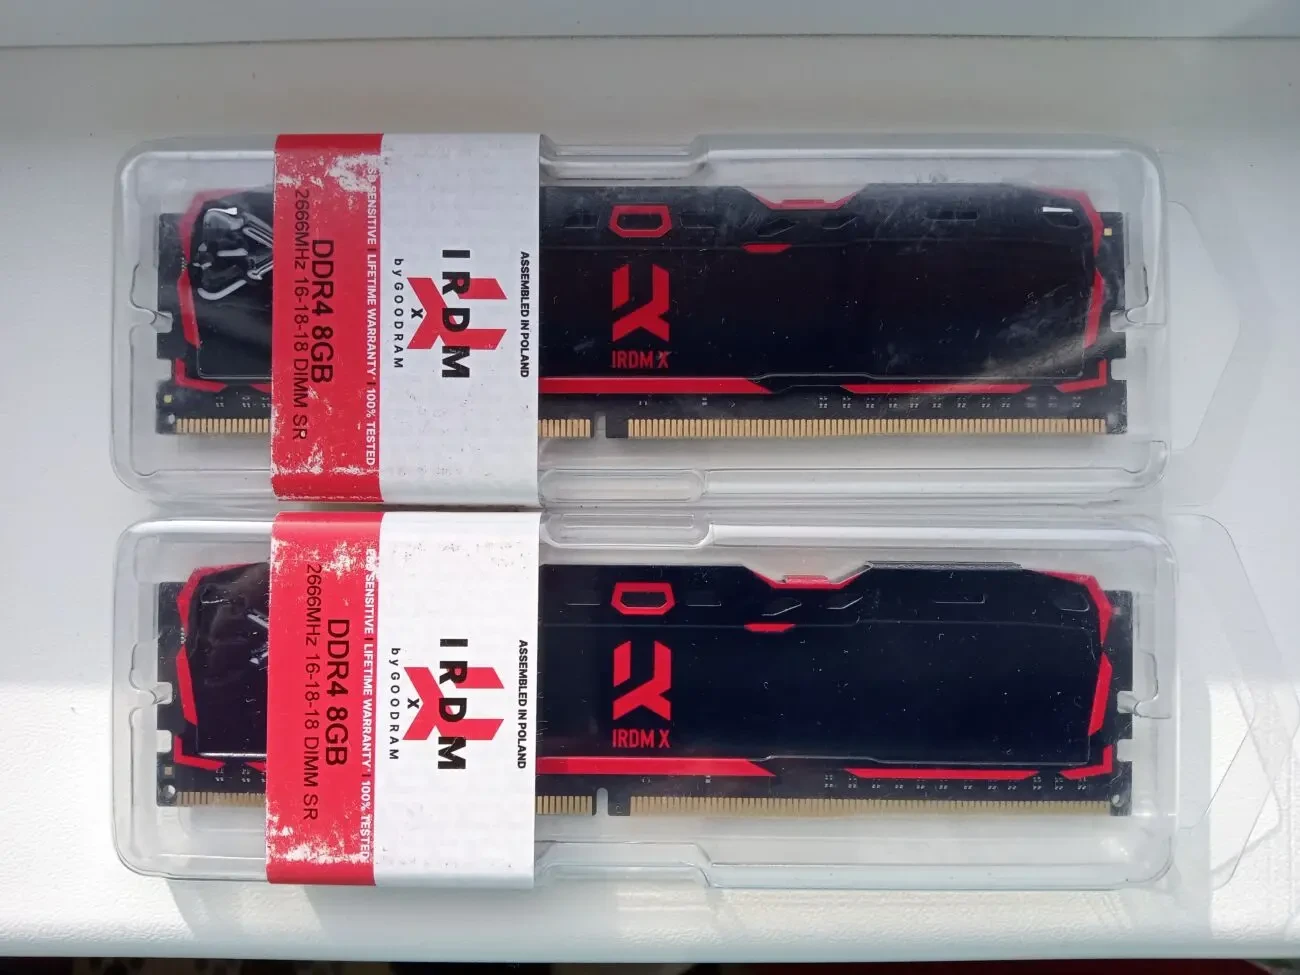 2666MHz 16-18-18 DIMM SR
DDR4 8GB
SENSITIVE | LIFETIME WARRANTY* | 100% TESTED
by GOODRAM
X
IRDM
ASSEMBLED IN POLAND
IRDM X
2666MHz 16-18-18 DIMM SR
DDR4 8GB
ESD SENSITIVE | LIFETIME WARRANTY* | 100% TESTED
by GOODRAM
X
IRDM
ASSEMBLED IN POLAND
IRDM X